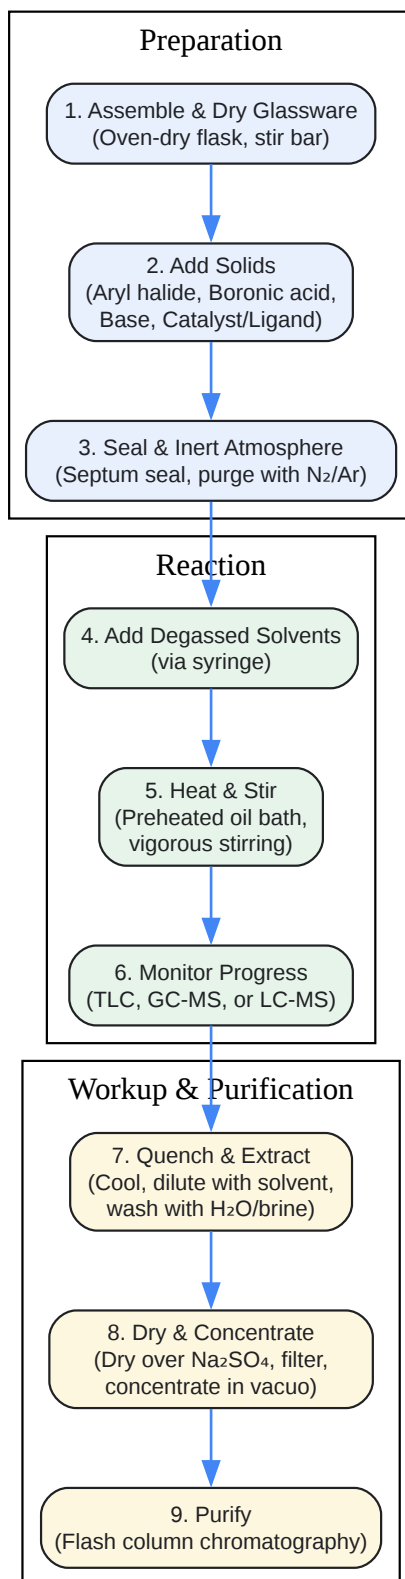 Preparation
1. Assemble & Dry Glassware
(Oven-dry flask, stir bar)
2. Add Solids
(Aryl halide, Boronic acid,
Base, Catalyst/Ligand)
3. Seal & Inert Atmosphere
(Septum seal, purge with N₂/Ar)
Reaction
4. Add Degassed Solvents
(via syringe)
5. Heat & Stir
(Preheated oil bath,
vigorous stirring)
6. Monitor Progress
(TLC, GC-MS, or LC-MS)
Workup & Purification
7. Quench & Extract
(Cool, dilute with solvent,
wash with H₂O/brine)
8. Dry & Concentrate
(Dry over Na₂SO₄, filter,
concentrate in vacuo)
9. Purify
(Flash column chromatography)